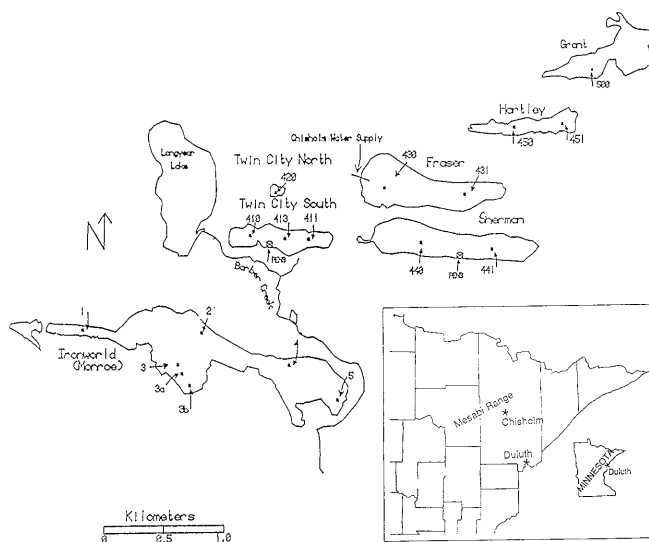 Grant
500
Hartley
450
451
Chisholm Water Supply
Longyear
Lake
Twin City North
420
430
Fraser
431
Twin City South
410
413
411
Sherman
N
PENS
440
PENS
441
Barber Creek
1
2
4
Ironworld
(Monroe)
3
3a
3b
5
Mesabi Range
Chisholm
Duluth
MINNESOTA
Duluth
Kilometers
0
0.5
1.0